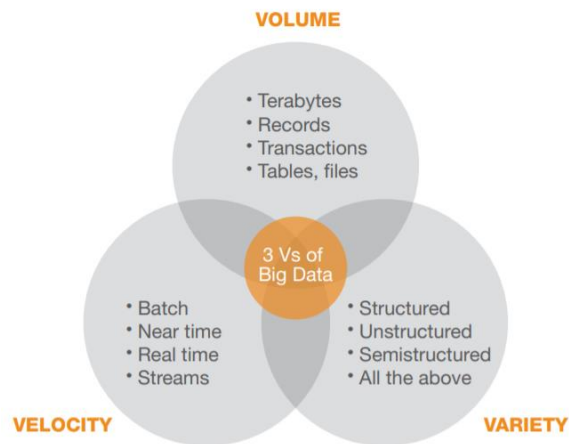 VOLUME
• Terabytes
• Records
• Transactions
• Tables, files
3 Vs of
Big Data
• Batch
• Near time
• Real time
• Streams
• Structured
• Unstructured
• Semistructured
• All the above
VELOCITY
VARIETY